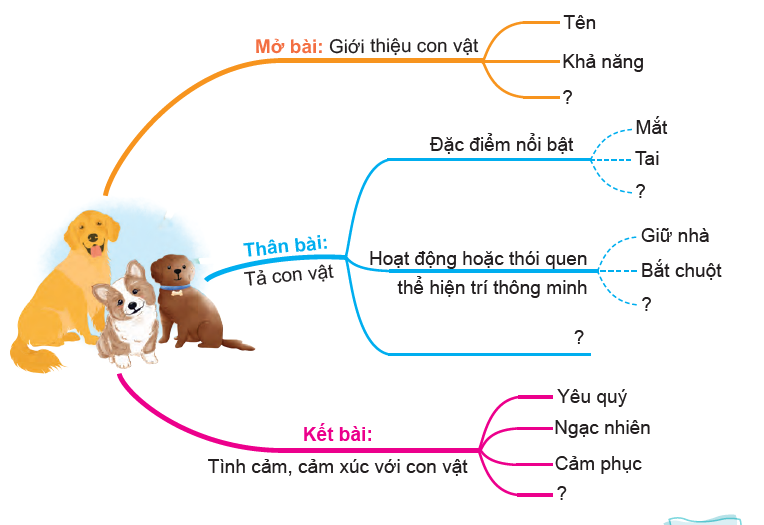 Mở bài: Giới thiệu con vật
Tên
Khả năng
?
Thân bài:
Tả con vật
Đặc điểm nổi bật
Mắt
Tai
?
Hoạt động hoặc thói quen
thể hiện trí thông minh
Giữ nhà
Bắt chuột
?
?
Kết bài:
Tình cảm, cảm xúc với con vật
Yêu quý
Ngạc nhiên
Cảm phục
?